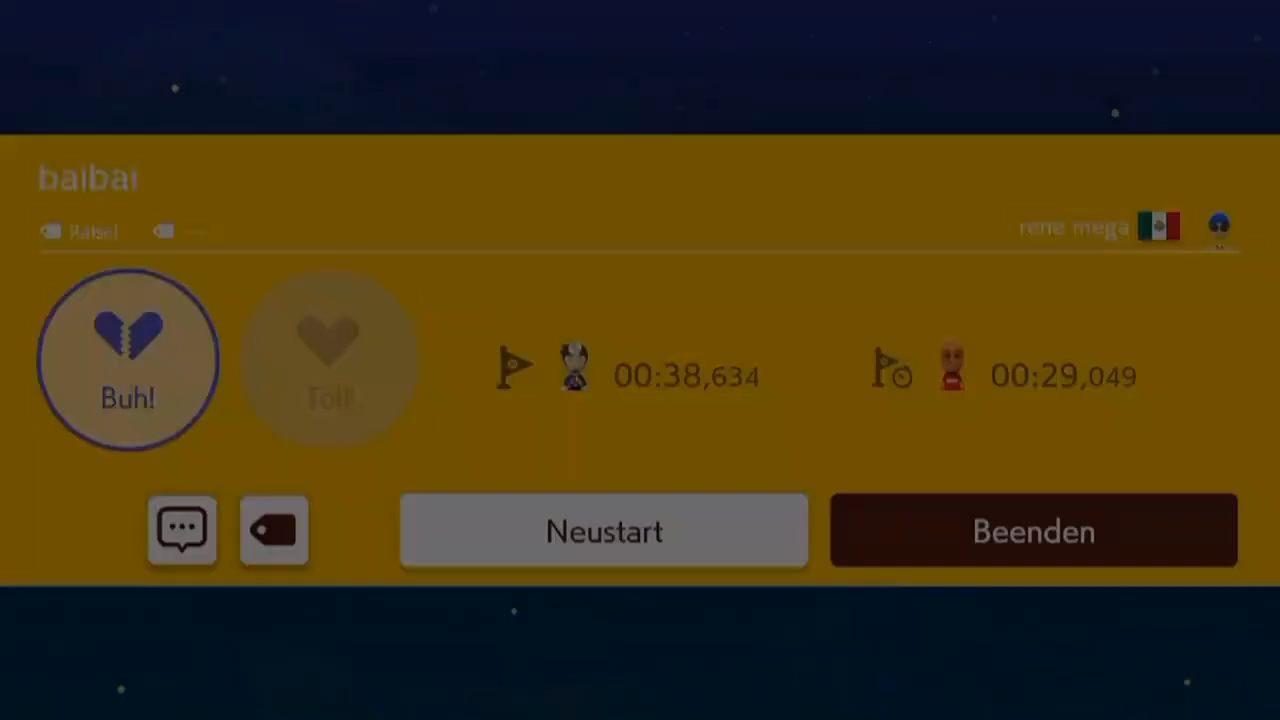 baibai
Rätsel ---
rene mega
Buh!
Toll!
00:38,634
00:29,049
Neustart
Beenden